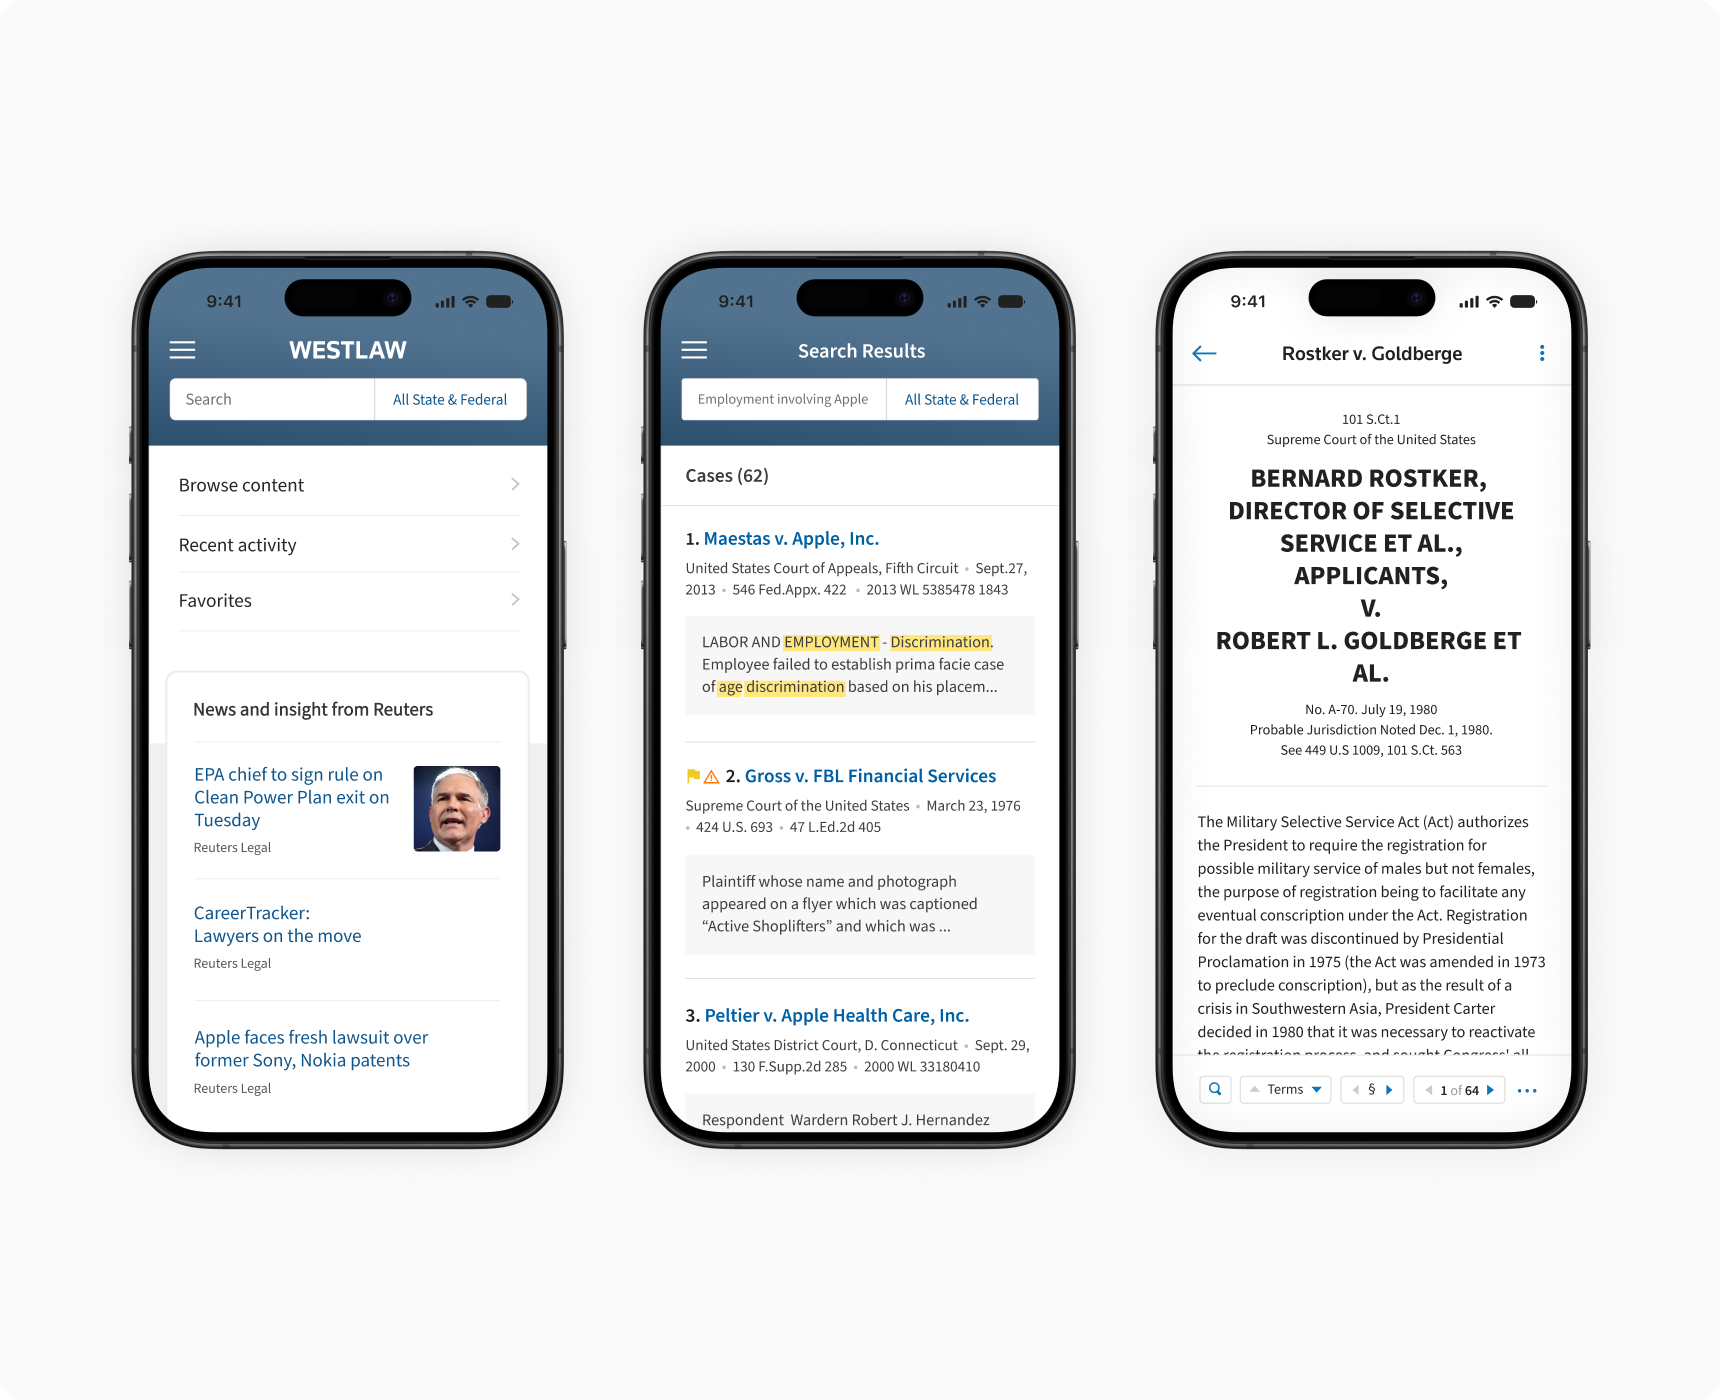 9:41
WESTLAW
Search
All State & Federal
Browse content
Recent activity
Favorites
News and insight from Reuters
EPA chief to sign rule on
Clean Power Plan exit on
Tuesday
Reuters Legal
CareerTracker:
Lawyers on the move
Reuters Legal
Apple faces fresh lawsuit over
former Sony, Nokia patents
Reuters Legal
9:41
Search Results
Employment involving Apple
All State & Federal
Cases (62)
1. Maestas v. Apple, Inc.
United States Court of Appeals, Fifth Circuit • Sept.27,
2013 • 546 Fed.Appx. 422 • 2013 WL 5385478 1843
LABOR AND EMPLOYMENT - Discrimination.
Employee failed to establish prima facie case
of age discrimination based on his placem...
2. Gross v. FBL Financial Services
Supreme Court of the United States • March 23, 1976
• 424 U.S. 693 • 47 L.Ed.2d 405
Plaintiff whose name and photograph
appeared on a flyer which was captioned
“Active Shoplifters” and which was ...
3. Peltier v. Apple Health Care, Inc.
United States District Court, D. Connecticut • Sept. 29,
2000 • 130 F.Supp.2d 285 • 2000 WL 33180410
Respondent Wardern Robert J. Hernandez
9:41
Rostker v. Goldberge
101 S.Ct.1
Supreme Court of the United States
BERNARD ROSTKER,
DIRECTOR OF SELECTIVE
SERVICE ET AL.,
APPLICANTS,
V.
ROBERT L. GOLDBERGE ET
AL.
No. A-70. July 19, 1980
Probable Jurisdiction Noted Dec. 1, 1980.
See 449 U.S 1009, 101 S.Ct. 563
The Military Selective Service Act (Act) authorizes
the President to require the registration for
possible military service of males but not females,
the purpose of registration being to facilitate any
eventual conscription under the Act. Registration
for the draft was discontinued by Presidential
Proclamation in 1975 (the Act was amended in 1973
to preclude conscription), but as the result of a
crisis in Southwestern Asia, President Carter
decided in 1980 that it was necessary to reactivate
the registration process, and sought Congress' all
Terms
§
1 of 64